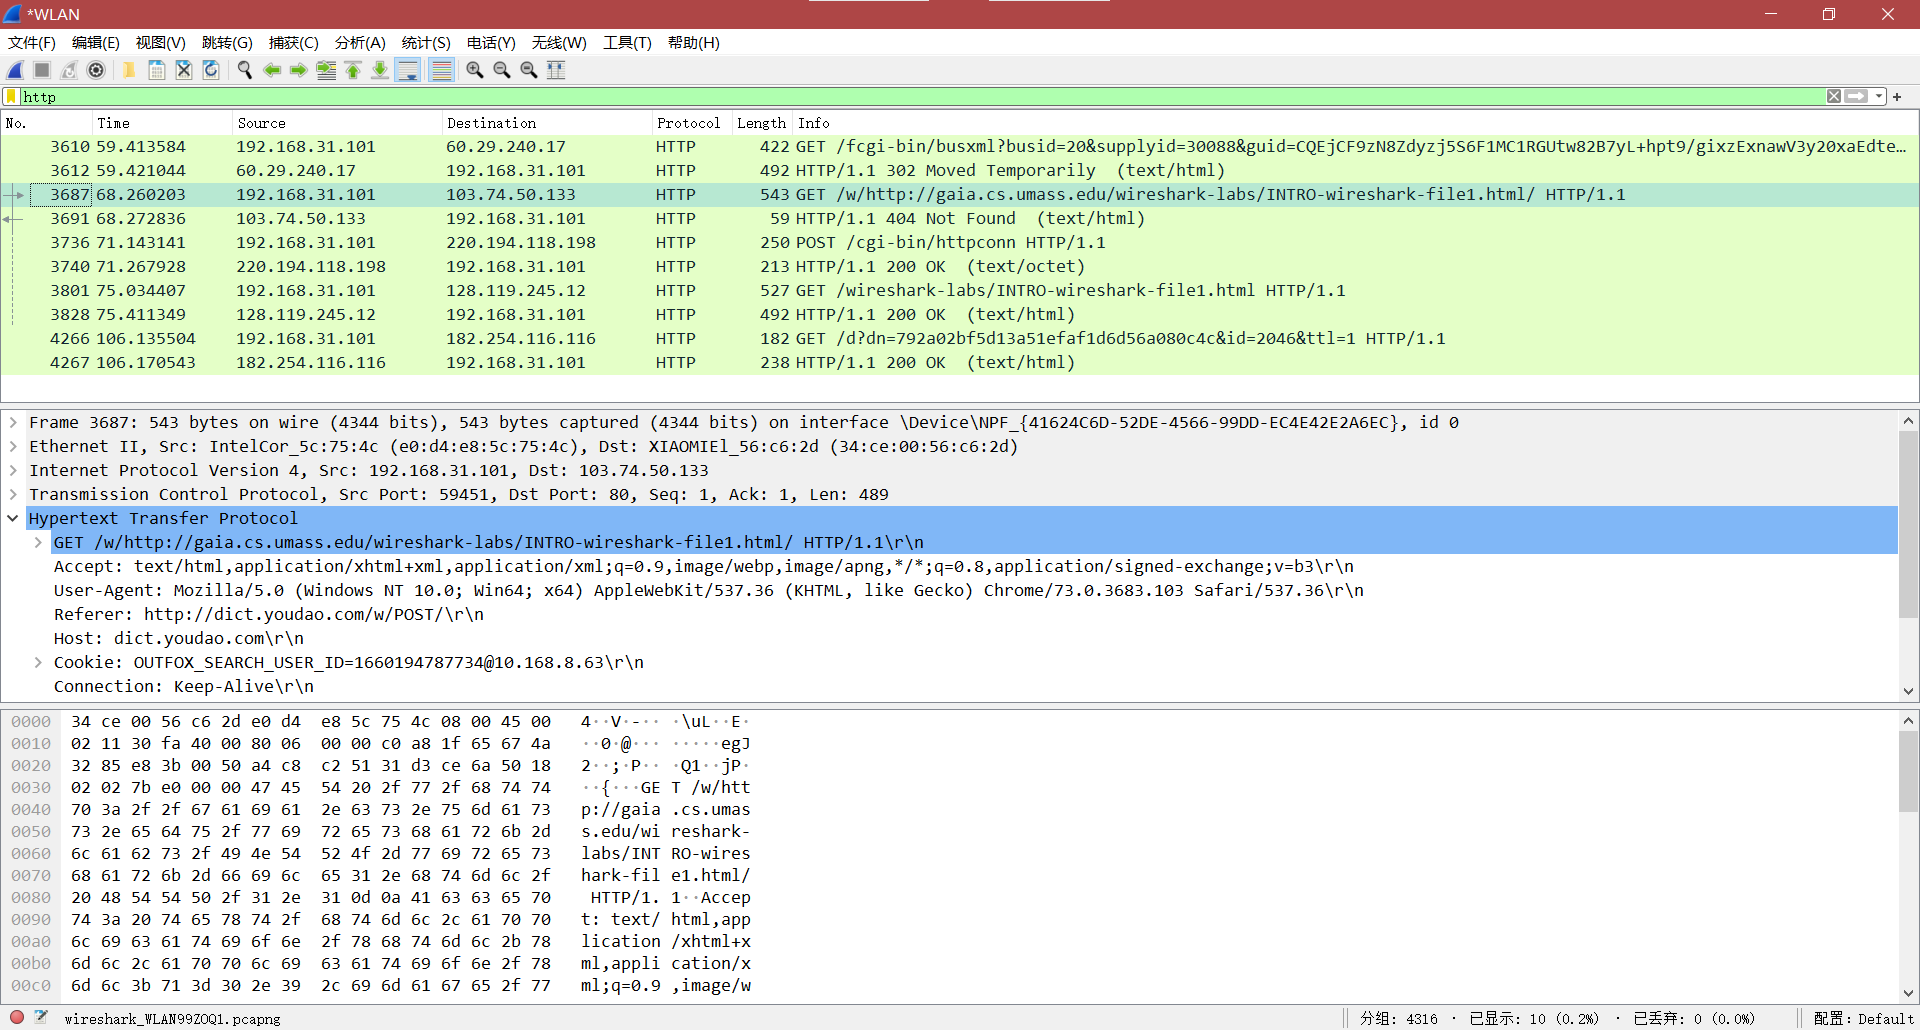 *WLAN
文件(F) 编辑(E) 视图(V) 跳转(G) 捕获(C) 分析(A) 统计(S) 电话(Y) 无线(W) 工具(T) 帮助(H)
http
No. Time Source Destination Protocol Length Info
3610 59.413584 192.168.31.101 60.29.240.17 HTTP 422 GET /fcgi-bin/busxml?busid=20&supplyid=30088&guid=CQEjCF9zN8Zdyzj5S6F1MC1RGUtw82B7yL+hpt9/gixzExnawV3y20xaEdte…
3612 59.421044 60.29.240.17 192.168.31.101 HTTP 492 HTTP/1.1 302 Moved Temporarily  (text/html)
3687 68.260203 192.168.31.101 103.74.50.133 HTTP 543 GET /w/http://gaia.cs.umass.edu/wireshark-labs/INTRO-wireshark-file1.html/ HTTP/1.1
3691 68.272836 103.74.50.133 192.168.31.101 HTTP 59 HTTP/1.1 404 Not Found  (text/html)
3736 71.143141 192.168.31.101 220.194.118.198 HTTP 250 POST /cgi-bin/httpconn HTTP/1.1
3740 71.267928 220.194.118.198 192.168.31.101 HTTP 213 HTTP/1.1 200 OK  (text/octet)
3801 75.034407 192.168.31.101 128.119.245.12 HTTP 527 GET /wireshark-labs/INTRO-wireshark-file1.html HTTP/1.1
3828 75.411349 128.119.245.12 192.168.31.101 HTTP 492 HTTP/1.1 200 OK  (text/html)
4266 106.135504 192.168.31.101 182.254.116.116 HTTP 182 GET /d?dn=792a02bf5d13a51efaf1d6d56a080c4c&id=2046&ttl=1 HTTP/1.1
4267 106.170543 182.254.116.116 192.168.31.101 HTTP 238 HTTP/1.1 200 OK  (text/html)
Frame 3687: 543 bytes on wire (4344 bits), 543 bytes captured (4344 bits) on interface \Device\NPF_{41624C6D-52DE-4566-99DD-EC4E42E2A6EC}, id 0
Ethernet II, Src: IntelCor_5c:75:4c (e0:d4:e8:5c:75:4c), Dst: XIAOMIEl_56:c6:2d (34:ce:00:56:c6:2d)
Internet Protocol Version 4, Src: 192.168.31.101, Dst: 103.74.50.133
Transmission Control Protocol, Src Port: 59451, Dst Port: 80, Seq: 1, Ack: 1, Len: 489
Hypertext Transfer Protocol
GET /w/http://gaia.cs.umass.edu/wireshark-labs/INTRO-wireshark-file1.html/ HTTP/1.1\r\n
Accept: text/html,application/xhtml+xml,application/xml;q=0.9,image/webp,image/apng,*/*;q=0.8,application/signed-exchange;v=b3\r\n
User-Agent: Mozilla/5.0 (Windows NT 10.0; Win64; x64) AppleWebKit/537.36 (KHTML, like Gecko) Chrome/73.0.3683.103 Safari/537.36\r\n
Referer: http://dict.youdao.com/w/POST/\r\n
Host: dict.youdao.com\r\n
Cookie: OUTFOX_SEARCH_USER_ID=1660194787734@10.168.8.63\r\n
Connection: Keep-Alive\r\n
0000 34 ce 00 56 c6 2d e0 d4 e8 5c 75 4c 08 00 45 00 4··V·-·· ·\uL··E·
0010 02 11 30 fa 40 00 80 06 00 00 c0 a8 1f 65 67 4a ··0·@··· ·····egJ
0020 32 85 e8 3b 00 50 a4 c8 c2 51 31 d3 ce 6a 50 18 2··;·P·· ·Q1··jP·
0030 02 02 7b e0 00 00 47 45 54 20 2f 77 2f 68 74 74 ··{···GE T /w/htt
0040 70 3a 2f 2f 67 61 69 61 2e 63 73 2e 75 6d 61 73 p://gaia .cs.umas
0050 73 2e 65 64 75 2f 77 69 72 65 73 68 61 72 6b 2d s.edu/wi reshark-
0060 6c 61 62 73 2f 49 4e 54 52 4f 2d 77 69 72 65 73 labs/INT RO-wires
0070 68 61 72 6b 2d 66 69 6c 65 31 2e 68 74 6d 6c 2f hark-fil e1.html/
0080 20 48 54 54 50 2f 31 2e 31 0d 0a 41 63 63 65 70 HTTP/1. 1··Accep
0090 74 3a 20 74 65 78 74 2f 68 74 6d 6c 2c 61 70 70 t: text/ html,app
00a0 6c 69 63 61 74 69 6f 6e 2f 78 68 74 6d 6c 2b 78 lication /xhtml+x
00b0 6d 6c 2c 61 70 70 6c 69 63 61 74 69 6f 6e 2f 78 ml,appli cation/x
00c0 6d 6c 3b 71 3d 30 2e 39 2c 69 6d 61 67 65 2f 77 ml;q=0.9 ,image/w
wireshark_WLAN99ZOQ1.pcapng 分组: 4316 · 已显示: 10 (0.2%) · 已丢弃: 0 (0.0%) 配置: Default